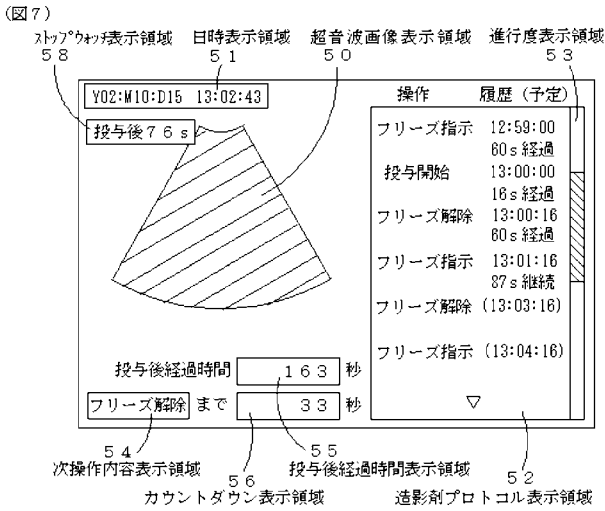 (図7)
ストップウォッチ表示領域 日時表示領域 超音波画像表示領域 進行度表示領域
58 51 50 53
Y02:M10:D15 13:02:43
投与後76s
操作 履歴(予定)
フリーズ指示 12:59:00
60s経過
投与開始 13:00:00
16s経過
フリーズ解除 13:00:16
60s経過
フリーズ指示 13:01:16
87s継続
フリーズ解除 (13:03:16)
フリーズ指示 (13:04:16)
▽
投与後経過時間 163 秒
フリーズ解除 まで 33 秒
54 55 52
次操作内容表示領域 56 投与後経過時間表示領域
カウントダウン表示領域 造影剤プロトコル表示領域